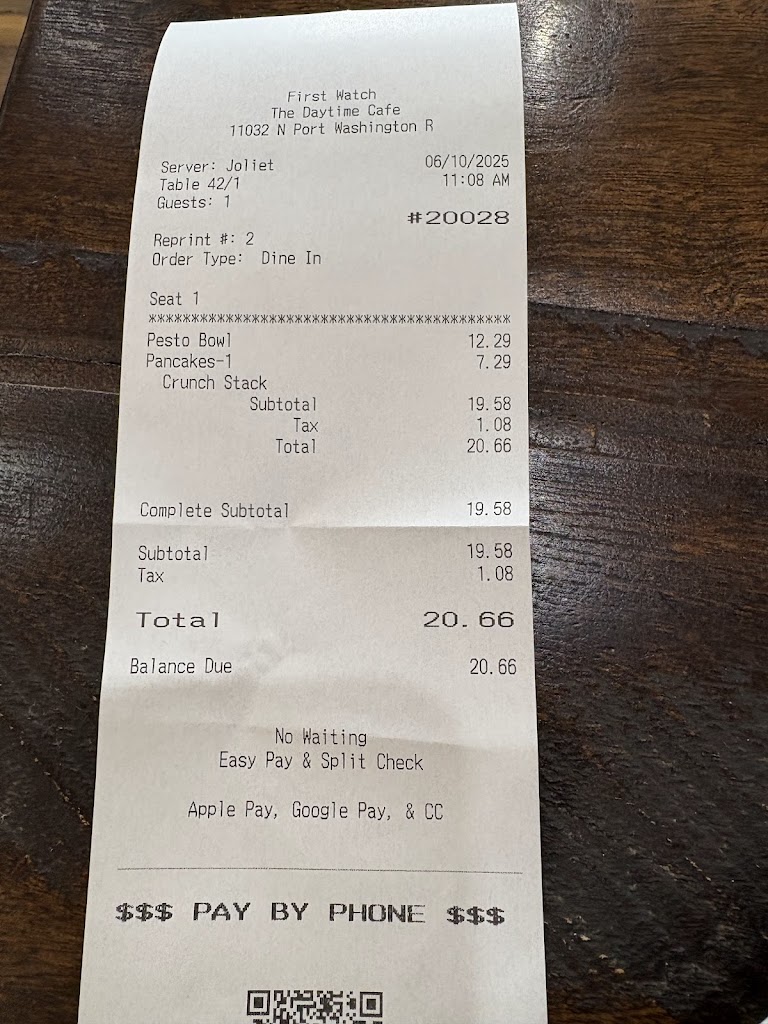 First Watch
The Daytime Cafe
11032 N Port Washington R
Server: Joliet 06/10/2025
Table 42/1 11:08 AM
Guests: 1
#20028
Reprint #: 2
Order Type: Dine In
Seat 1
******************************************
Pesto Bowl 12.29
Pancakes-1 7.29
Crunch Stack
Subtotal 19.58
Tax 1.08
Total 20.66
Complete Subtotal 19.58
Subtotal 19.58
Tax 1.08
Total 20.66
Balance Due 20.66
No Waiting
Easy Pay & Split Check
Apple Pay, Google Pay, & CC
$$$ PAY BY PHONE $$$